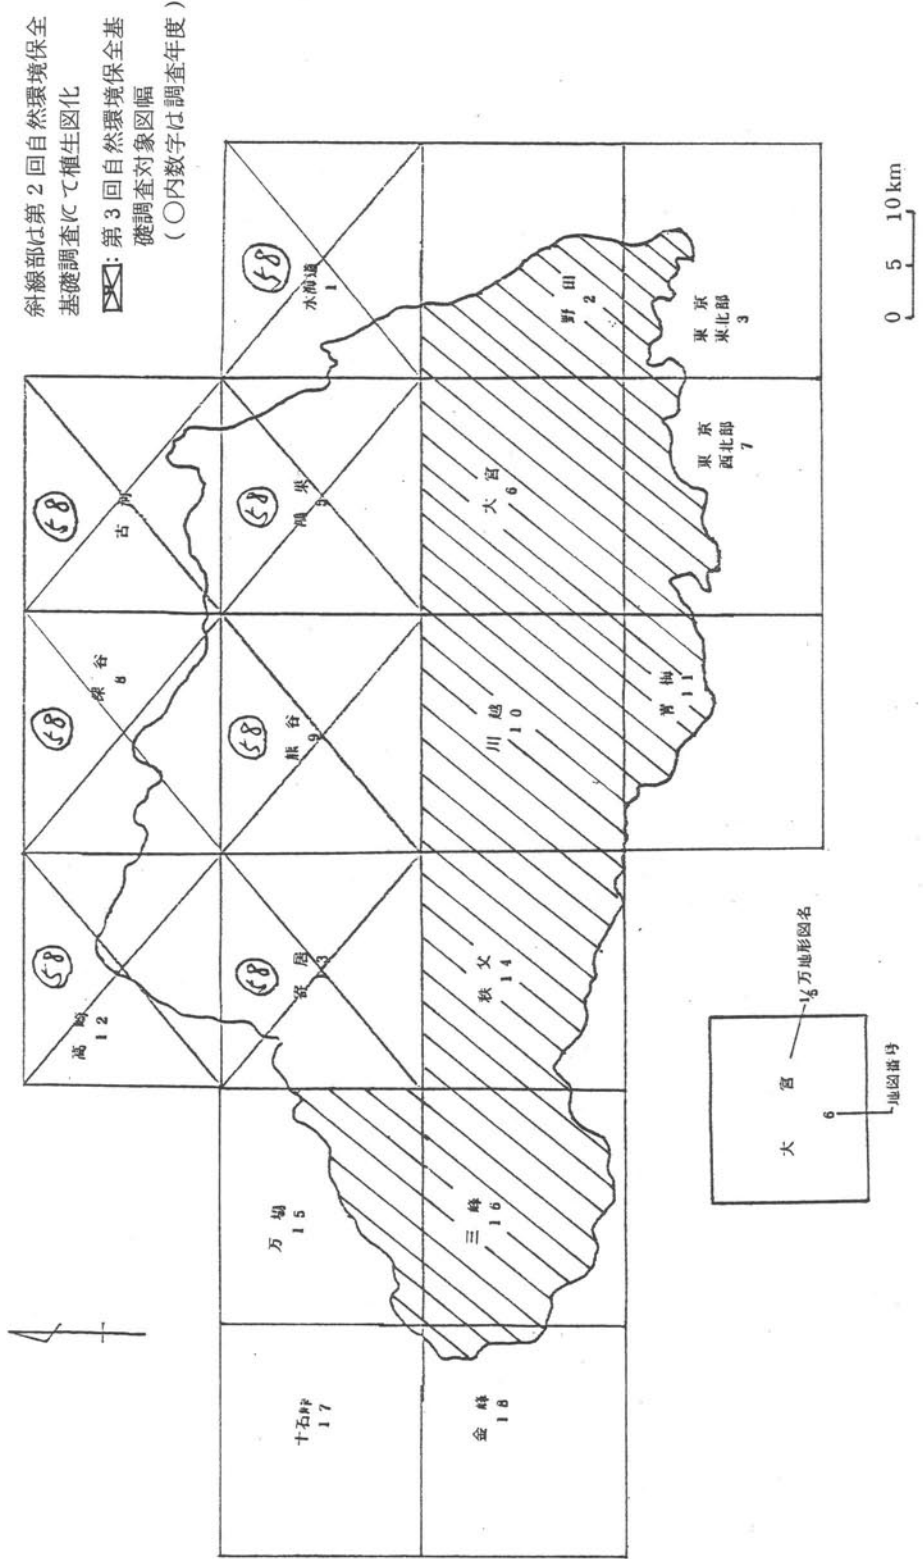 斜線部は第2回自然環境保全
基礎調査にて植生図化
：第3回自然環境保全基
礎調査対象図幅
（○内数字は調査年度）
58
高崎
12
58
深谷
8
58
古河
58
寄居
3
58
熊谷
9
58
鴻巣
5
58
水海道
1
十石峠
17
万場
15
金峰
18
三峰
16
秩父
14
川越
10
大宮
6
野田
2
青梅
11
東京
西北部
7
東京
東北部
3
大宮
6
1/5万地形図名
地図番号
0 5 10km